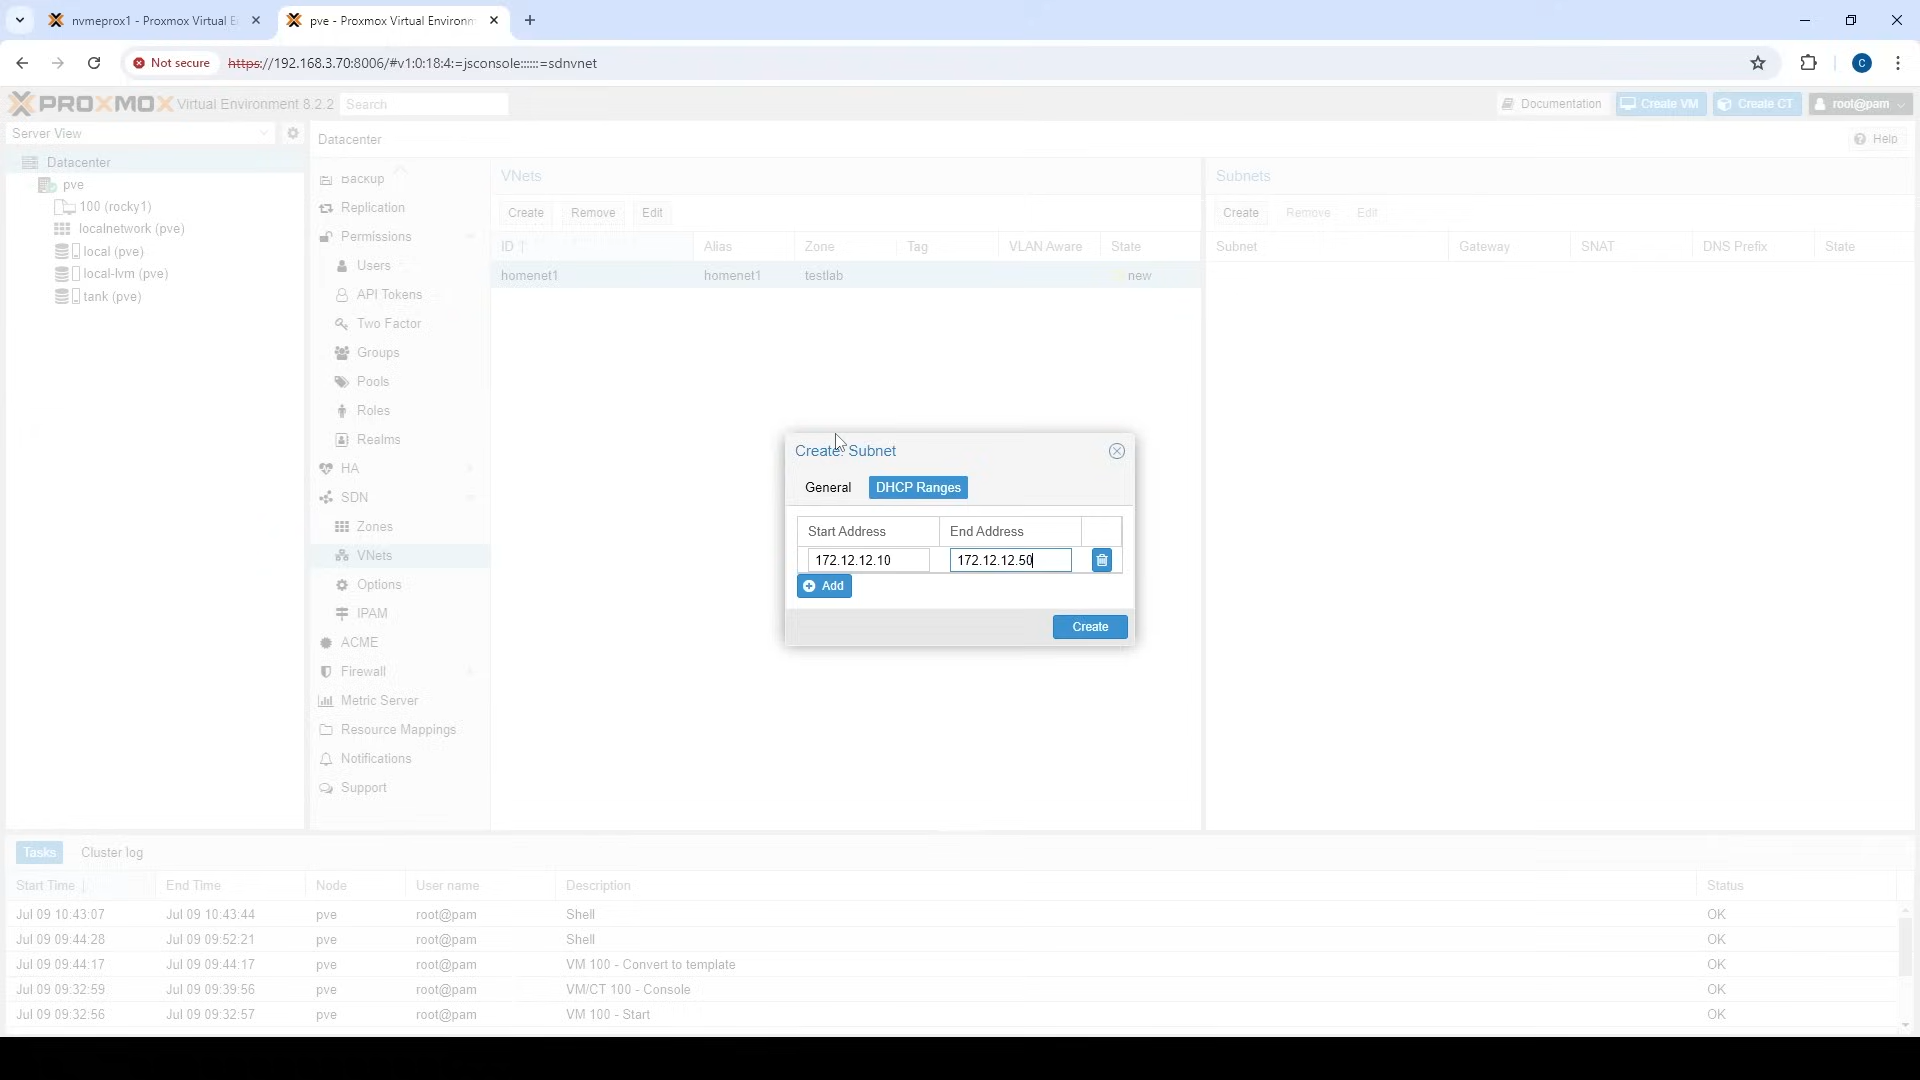 nvmeprox1 - Proxmox Virtual E
pve - Proxmox Virtual Environm
Not secure
https://192.168.3.70:8006/#v1:0:18:4:=jsconsole::::::=sdnvnet
C
PROXMOX Virtual Environment 8.2.2
Search
Documentation
Create VM
Create CT
root@pam
Server View
Datacenter
Help
Datacenter
pve
100 (rocky1)
localnetwork (pve)
local (pve)
local-lvm (pve)
tank (pve)
Backup
Replication
Permissions
Users
API Tokens
Two Factor
Groups
Pools
Roles
Realms
HA
SDN
Zones
VNets
Options
IPAM
ACME
Firewall
Metric Server
Resource Mappings
Notifications
Support
VNets
Create Remove Edit
ID Alias Zone Tag VLAN Aware State
homenet1 homenet1 testlab new
Subnets
Create Remove Edit
Subnet Gateway SNAT DNS Prefix State
Create: Subnet
General DHCP Ranges
Start Address End Address
172.12.12.10 172.12.12.50
Add
Create
Tasks Cluster log
Start Time End Time Node User name Description Status
Jul 09 10:43:07 Jul 09 10:43:44 pve root@pam Shell OK
Jul 09 09:44:28 Jul 09 09:52:21 pve root@pam Shell OK
Jul 09 09:44:17 Jul 09 09:44:17 pve root@pam VM 100 - Convert to template OK
Jul 09 09:32:59 Jul 09 09:39:56 pve root@pam VM/CT 100 - Console OK
Jul 09 09:32:56 Jul 09 09:32:57 pve root@pam VM 100 - Start OK